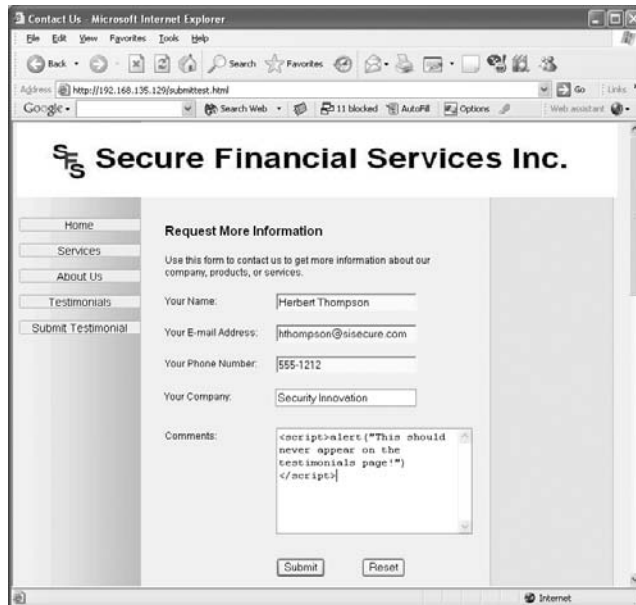 Contact Us - Microsoft Internet Explorer
File Edit View Favorites Tools Help
Back Search Favorites
Address http://192.168.135.129/submittest.html Go Links
Google Search Web 11 blocked AutoFill Options Web assistant
SFS Secure Financial Services Inc.
Home
Services
About Us
Testimonials
Submit Testimonial
Request More Information
Use this form to contact us to get more information about our
company, products, or services.
Your Name: Herbert Thompson
Your E-mail Address: hthompson@sisecure.com
Your Phone Number: 555-1212
Your Company: Security Innovation
Comments: <script>alert("This should
never appear on the
testimonials page!")
</script>
Submit Reset
Internet